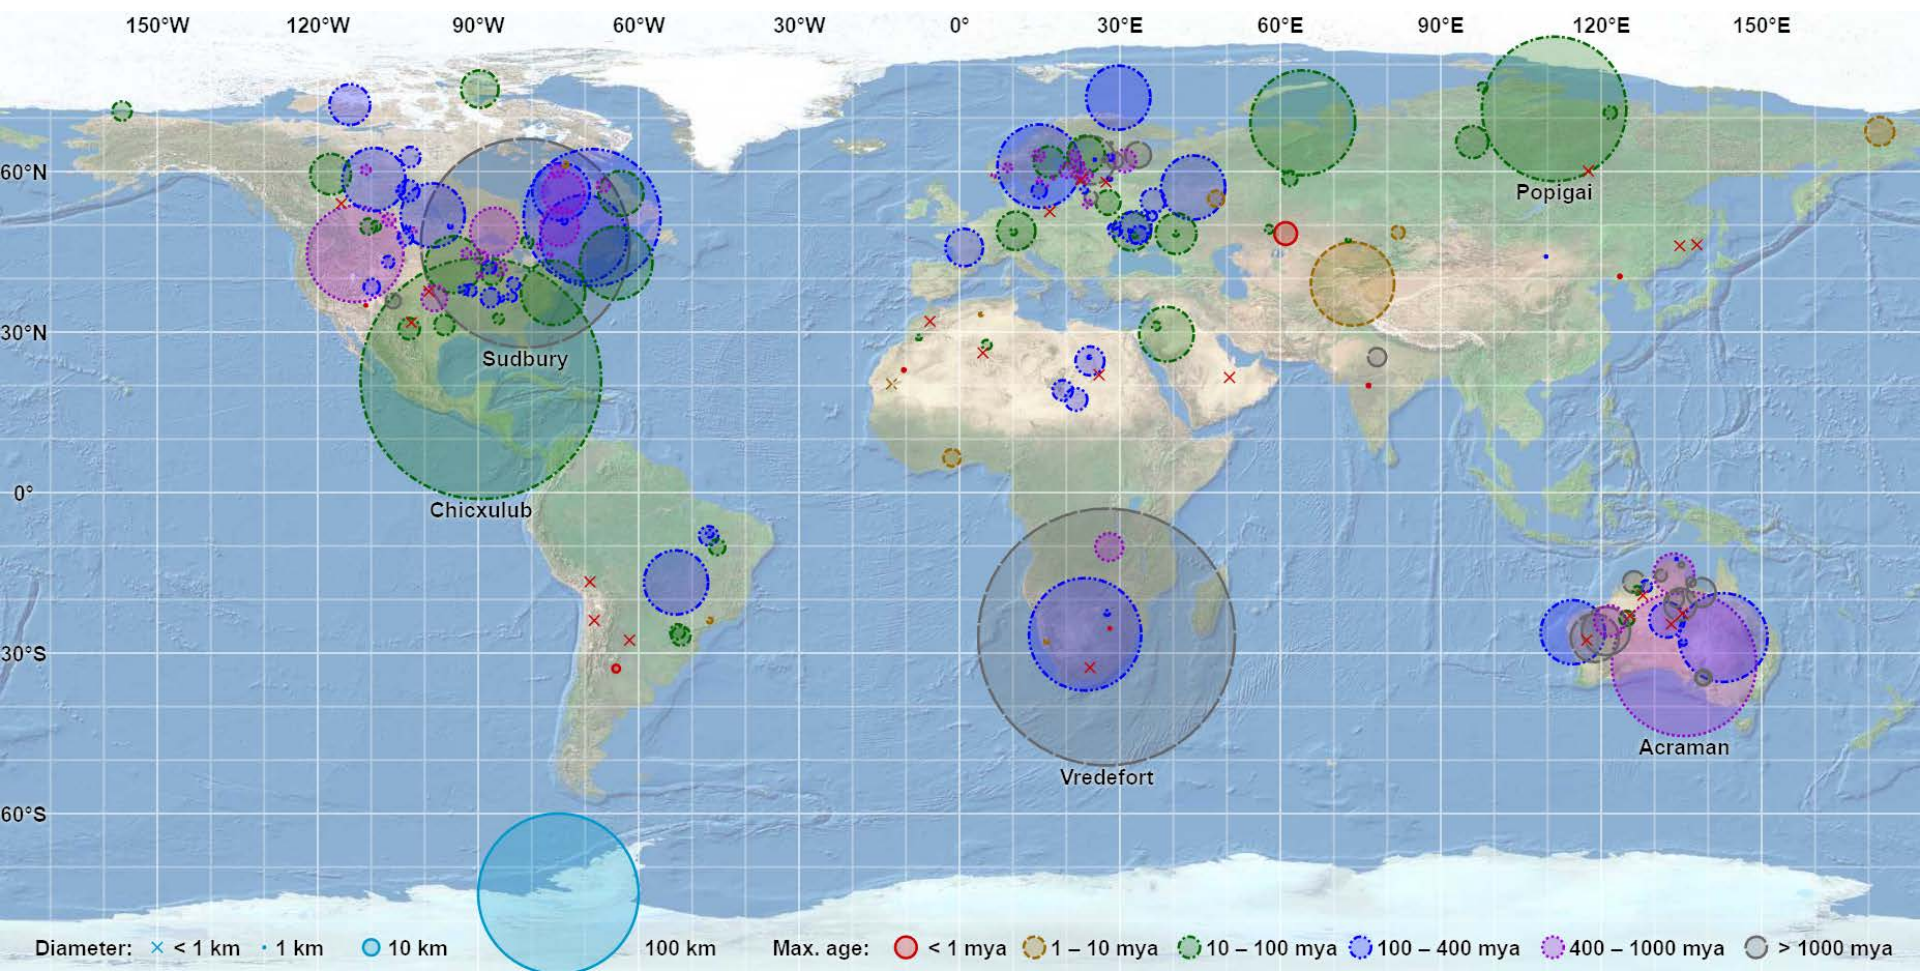 150°W 120°W 90°W 60°W 30°W 0° 30°E 60°E 90°E 120°E 150°E
60°N
Popigai
30°N
Sudbury
0°
Chicxulub
30°S
Acraman
Vredefort
60°S
Diameter: × < 1 km · 1 km 10 km 100 km Max. age: < 1 mya 1 – 10 mya 10 – 100 mya 100 – 400 mya 400 – 1000 mya > 1000 mya